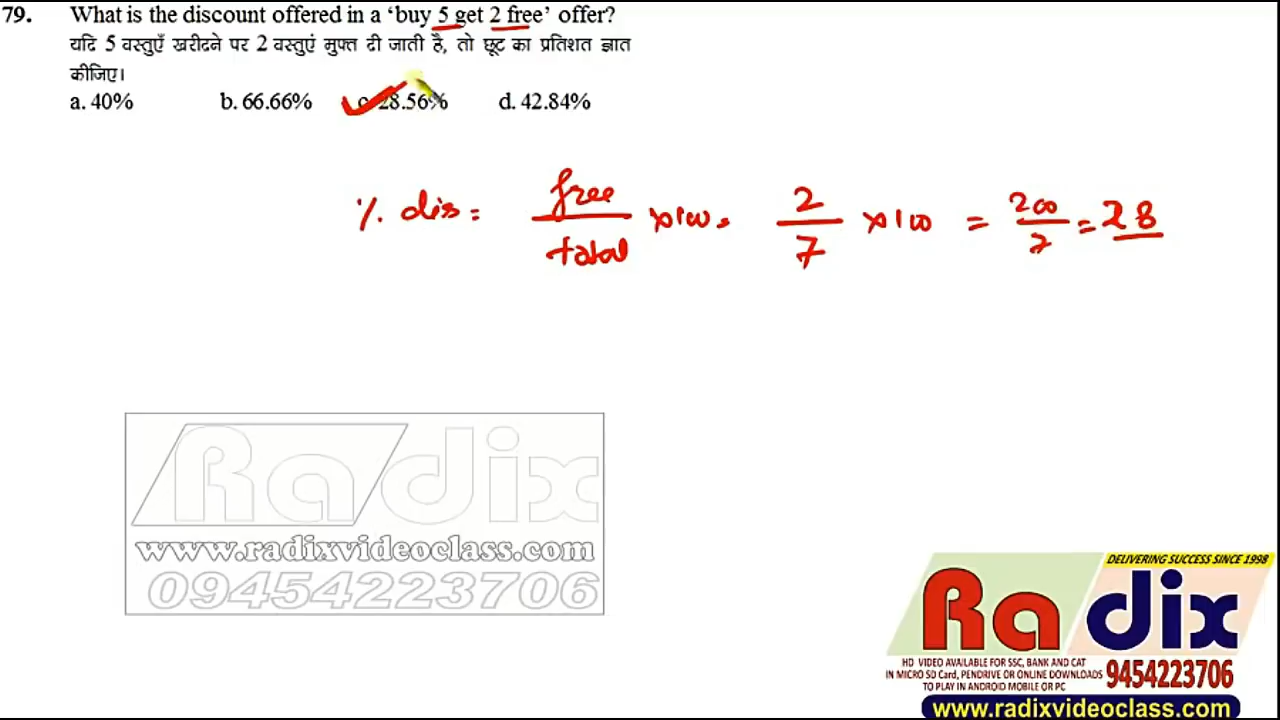 79. What is the discount offered in a ‘buy 5 get 2 free’ offer?
यदि 5 वस्तुएँ खरीदने पर 2 वस्तुएं मुफ्त दी जाती है, तो छूट का प्रतिशत ज्ञात
कीजिए।
a. 40% b. 66.66% c. 28.56% d. 42.84%
% dis = free/total ×100 = 2/7 ×100 = 200/7 = 28
Radix
www.radixvideoclass.com
09454223706
DELIVERING SUCCESS SINCE 1998
Radix
HD VIDEO AVAILABLE FOR SSC, BANK AND CAT
IN MICRO SD Card, PENDRIVE OR ONLINE DOWNLOADS
TO PLAY IN ANDROID MOBILE OR PC
9454223706
www.radixvideoclass.com